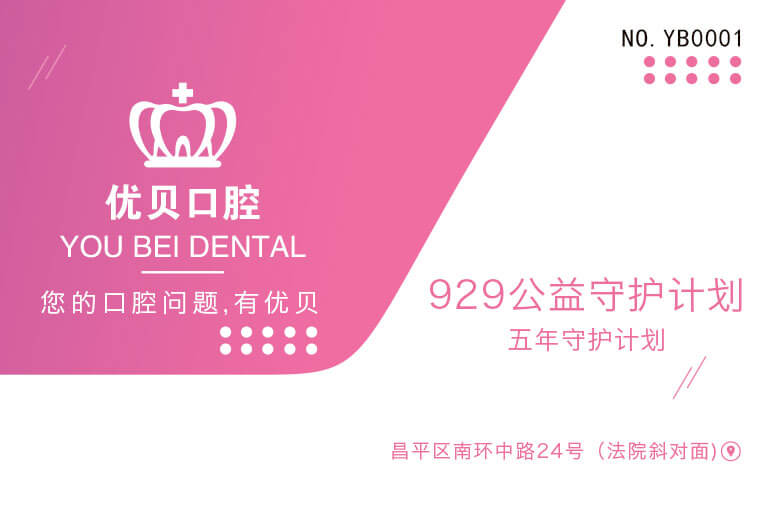 NO. YB0001
优贝口腔
YOU BEI DENTAL
您的口腔问题,有优贝
929公益守护计划
五年守护计划
昌平区南环中路24号（法院斜对面)